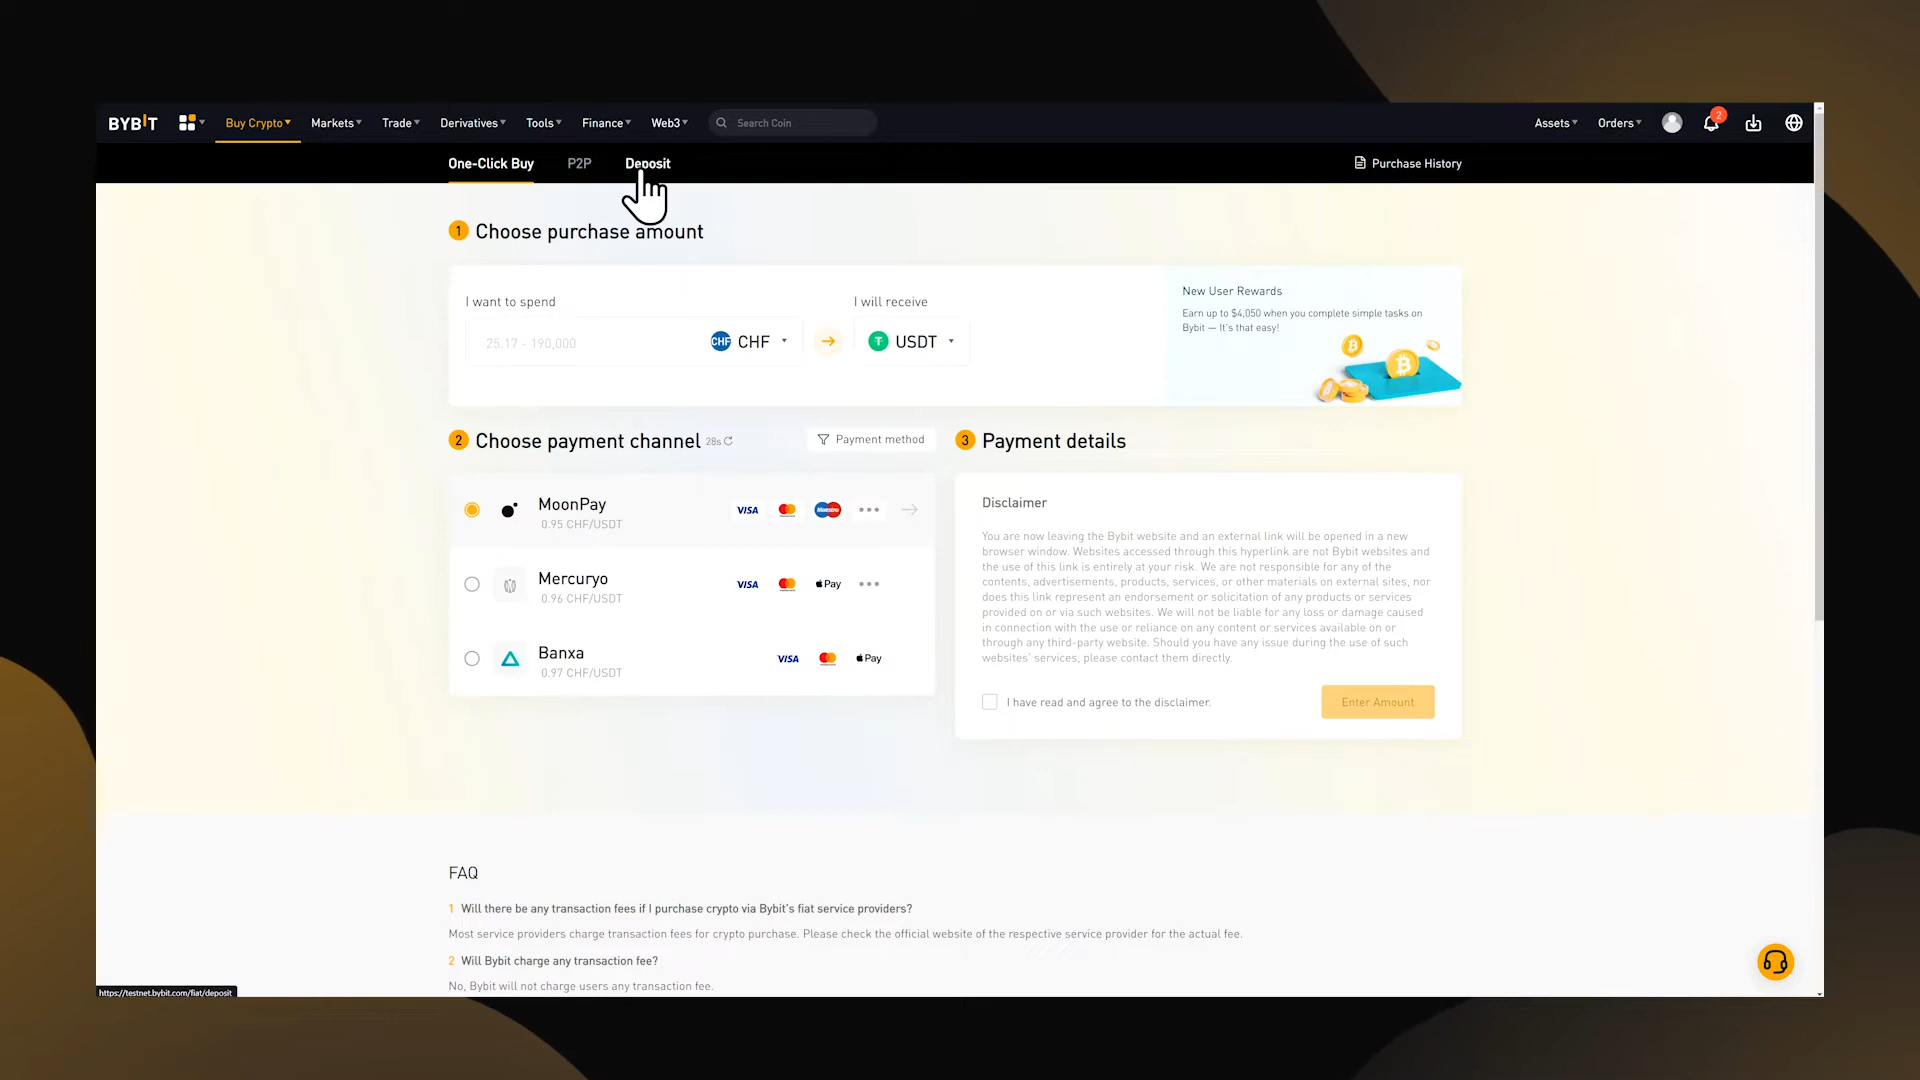 BYBIT Buy Crypto Markets Trade Derivatives Tools Finance Web3 Search Coin Assets Orders 2
One-Click Buy P2P Deposit Purchase History
1 Choose purchase amount
I want to spend I will receive
25.17 - 190,000 CHF CHF USDT
New User Rewards
Earn up to $4,050 when you complete simple tasks on
Bybit — It's that easy!
2 Choose payment channel 28s Payment method
MoonPay
0.95 CHF/USDT
VISA Maestro
Mercuryo
0.96 CHF/USDT
VISA Pay
Banxa
0.97 CHF/USDT
VISA Pay
3 Payment details
Disclaimer
You are now leaving the Bybit website and an external link will be opened in a new
browser window. Websites accessed through this hyperlink are not Bybit websites and
the use of this link is entirely at your risk. We are not responsible for any of the
contents, advertisements, products, services, or other materials on external sites, nor
does this link represent an endorsement or solicitation of any products or services
provided on or via such websites. We will not be liable for any loss or damage caused
in connection with the use or reliance on any content or services available on or
through any third-party website. Should you have any issue during the use of such
websites' services, please contact them directly.
I have read and agree to the disclaimer. Enter Amount
FAQ
1 Will there be any transaction fees if I purchase crypto via Bybit's fiat service providers?
Most service providers charge transaction fees for crypto purchase. Please check the official website of the respective service provider for the actual fee.
2 Will Bybit charge any transaction fee?
No, Bybit will not charge users any transaction fee.
https://testnet.bybit.com/fiat/deposit